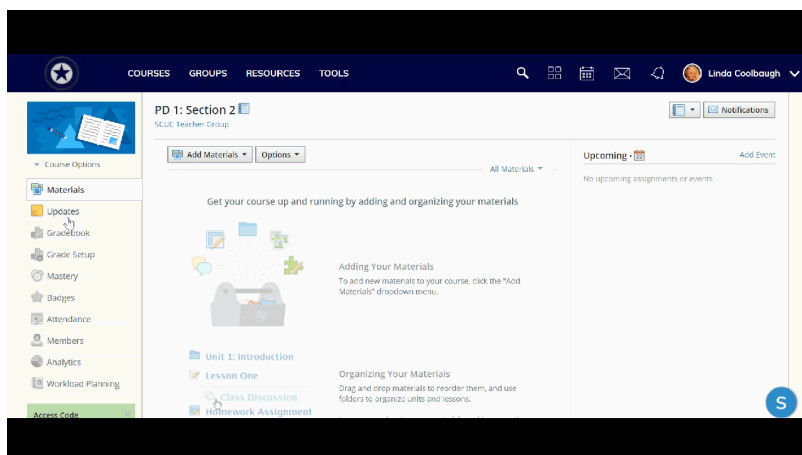 COURSES GROUPS RESOURCES TOOLS
Linda Coolbaugh
PD 1: Section 2
SCUC Teacher Group
Notifications
Course Options
Materials
Updates
Gradebook
Grade Setup
Mastery
Badges
Attendance
Members
Analytics
Workload Planning
Access Code
Add Materials
Options
All Materials
Get your course up and running by adding and organizing your materials
Adding Your Materials
To add new materials to your course, click the "Add
Materials" dropdown menu.
Unit 1: Introduction
Lesson One
Class Discussion
Homework Assignment
Organizing Your Materials
Drag and drop materials to reorder them, and use
folders to organize units and lessons.
Upcoming ·
Add Event
No upcoming assignments or events
S